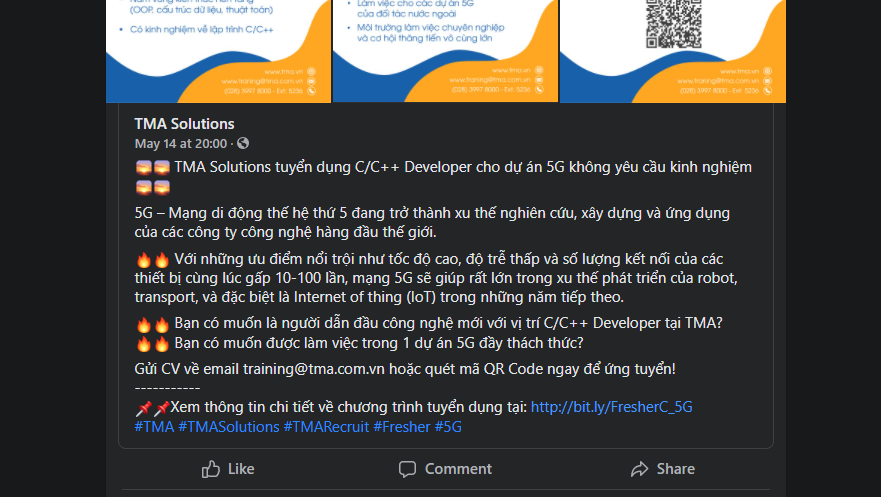 Nắm vững kiến thức nền tảng
(OOP, cấu trúc dữ liệu, thuật toán)
Có kinh nghiệm về lập trình C/C++
www.tma.vn
training@tma.com.vn
(028) 3997 8000 - Ext: 5236
Làm việc cho các dự án 5G
của đối tác nước ngoài
Môi trường làm việc chuyên nghiệp
và cơ hội thăng tiến vô cùng lớn
www.tma.vn
training@tma.com.vn
(028) 3997 8000 - Ext: 5236
www.tma.vn
training@tma.com.vn
(028) 3997 8000 - Ext: 5236
TMA Solutions
May 14 at 20:00 ·
🌅🌅 TMA Solutions tuyển dụng C/C++ Developer cho dự án 5G không yêu cầu kinh nghiệm
🌅🌅
5G – Mạng di động thế hệ thứ 5 đang trở thành xu thế nghiên cứu, xây dựng và ứng dụng
của các công ty công nghệ hàng đầu thế giới.
🔥🔥 Với những ưu điểm nổi trội như tốc độ cao, độ trễ thấp và số lượng kết nối của các
thiết bị cùng lúc gấp 10-100 lần, mạng 5G sẽ giúp rất lớn trong xu thế phát triển của robot,
transport, và đặc biệt là Internet of thing (IoT) trong những năm tiếp theo.
🔥🔥 Bạn có muốn là người dẫn đầu công nghệ mới với vị trí C/C++ Developer tại TMA?
🔥🔥 Bạn có muốn được làm việc trong 1 dự án 5G đầy thách thức?
Gửi CV về email training@tma.com.vn hoặc quét mã QR Code ngay để ứng tuyển!
-----------
📌📌Xem thông tin chi tiết về chương trình tuyển dụng tại: http://bit.ly/FresherC_5G
#TMA #TMASolutions #TMARecruit #Fresher #5G
Like
Comment
Share